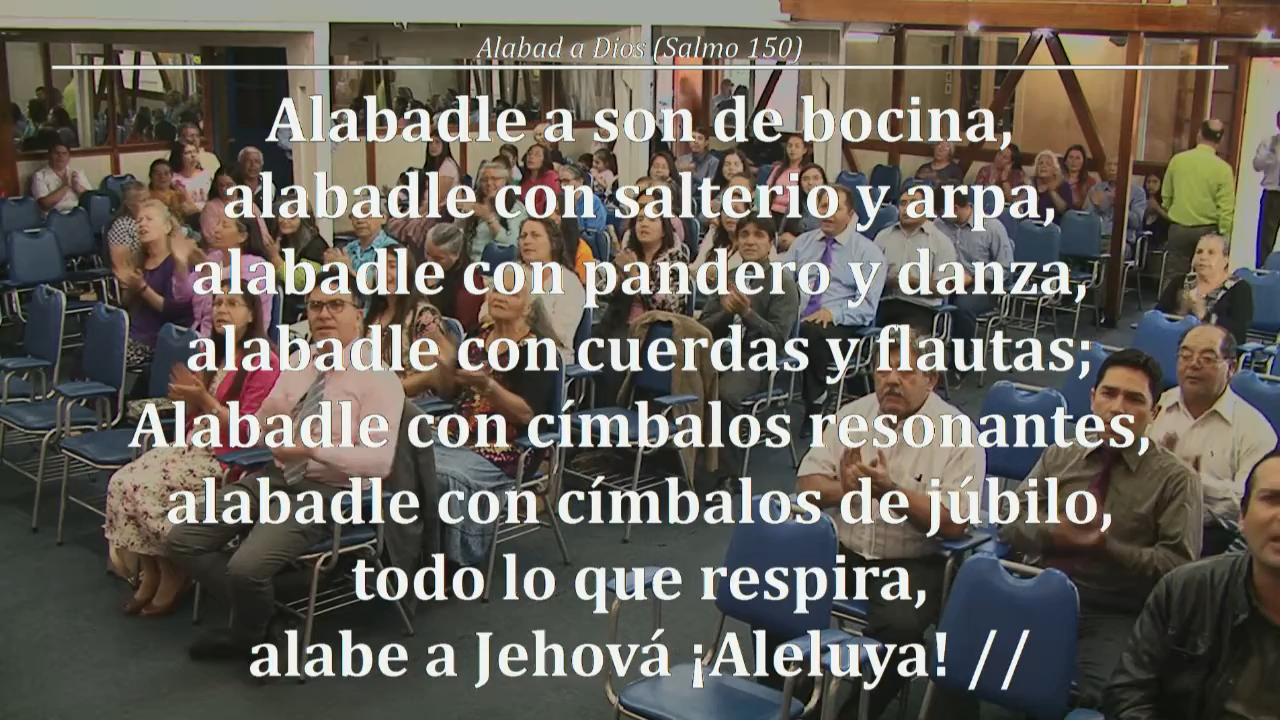 Alabad a Dios (Salmo 150)
Alabadle a son de bocina,
alabadle con salterio y arpa,
alabadle con pandero y danza,
alabadle con cuerdas y flautas;
Alabadle con címbalos resonantes,
alabadle con címbalos de júbilo,
todo lo que respira,
alabe a Jehová ¡Aleluya! //